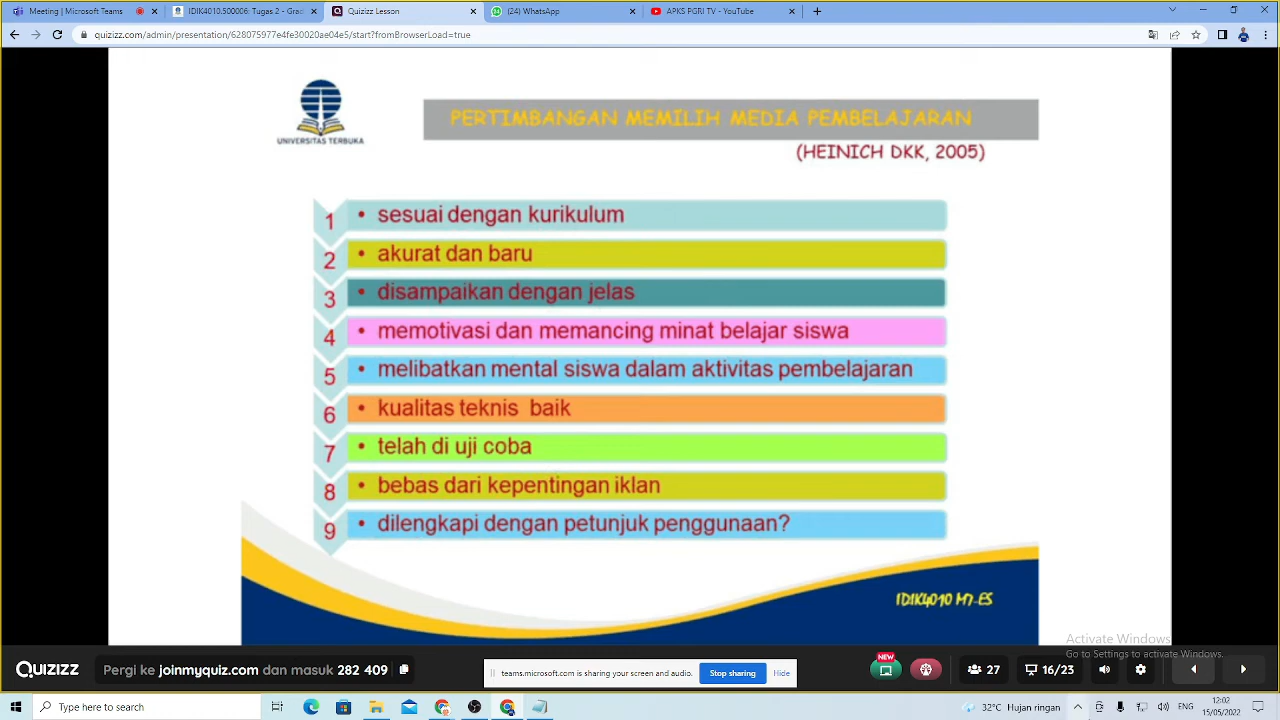 Meeting | Microsoft Teams
IDIK4010.500006: Tugas 2 - Grad
Quizizz Lesson
(24) WhatsApp
APKS PGRI TV - YouTube
quizizz.com/admin/presentation/628075977e4fe30020ae04e5/start?fromBrowserLoad=true
UNIVERSITAS TERBUKA
PERTIMBANGAN MEMILIH MEDIA PEMBELAJARAN
(HEINICH DKK, 2005)
1 • sesuai dengan kurikulum
2 • akurat dan baru
3 • disampaikan dengan jelas
4 • memotivasi dan memancing minat belajar siswa
5 • melibatkan mental siswa dalam aktivitas pembelajaran
6 • kualitas teknis baik
7 • telah di uji coba
8 • bebas dari kepentingan iklan
9 • dilengkapi dengan petunjuk penggunaan?
IDIK4010 M7-ES
Activate Windows
Go to Settings to activate Windows.
Quizizz
Pergi ke joinmyquiz.com dan masuk 282 409
teams.microsoft.com is sharing your screen and audio.
Stop sharing
Hide
NEW
27
16/23
Type here to search
32°C Hujan ringan
ENG
12:02
15/05/2022